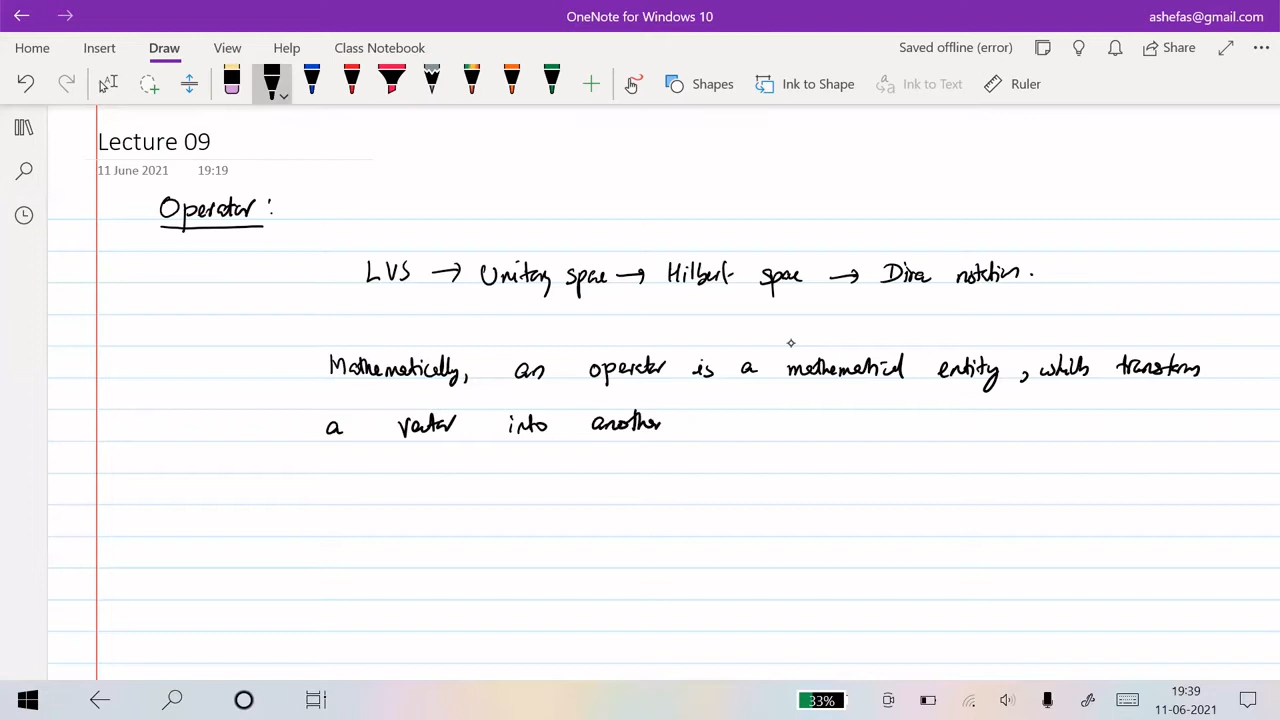 OneNote for Windows 10
ashefas@gmail.com
Home Insert Draw View Help Class Notebook Saved offline (error) Share
Shapes Ink to Shape Ink to Text Ruler
Lecture 09
11 June 2021 19:19
Operator :
LVS → Unitary space → Hilbert space → Dirac notation .
Mathematically, an operator is a mathematical entity , which transforms
a vector into another
33%
19:39
11-06-2021